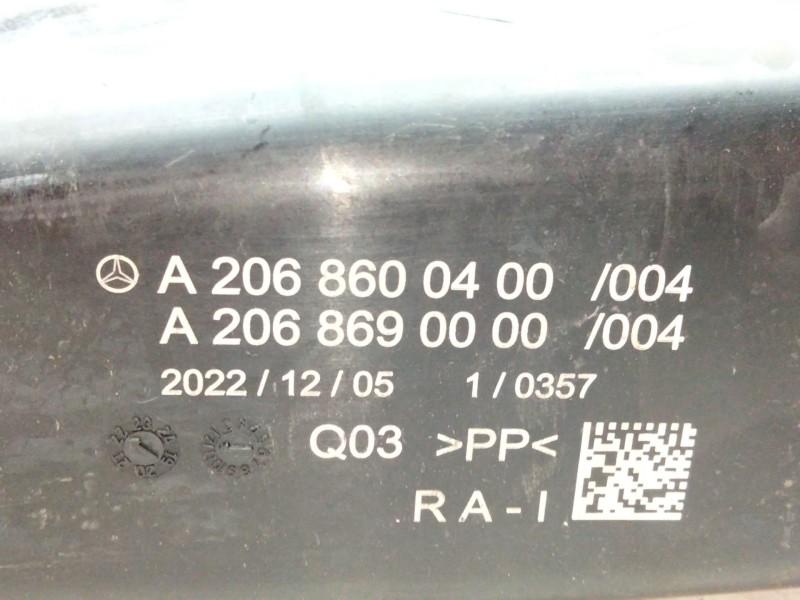 A 206 860 04 00 /004
A 206 869 00 00 /004
2022/12/05 1/0357
Q03 >PP<
RA-I